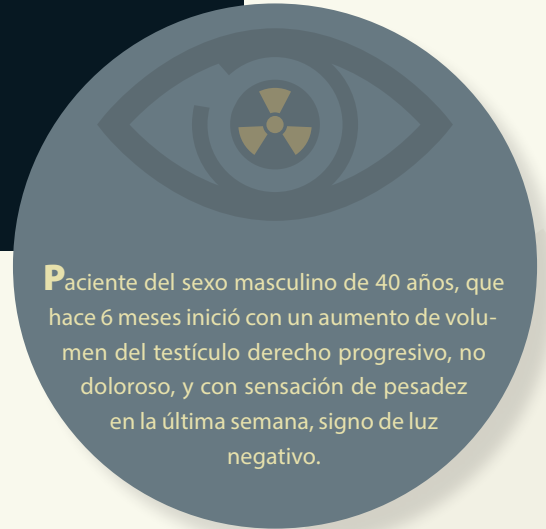 Paciente del sexo masculino de 40 años, que
hace 6 meses inició con un aumento de volu-
men del testículo derecho progresivo, no
doloroso, y con sensación de pesadez
en la última semana, signo de luz
negativo.